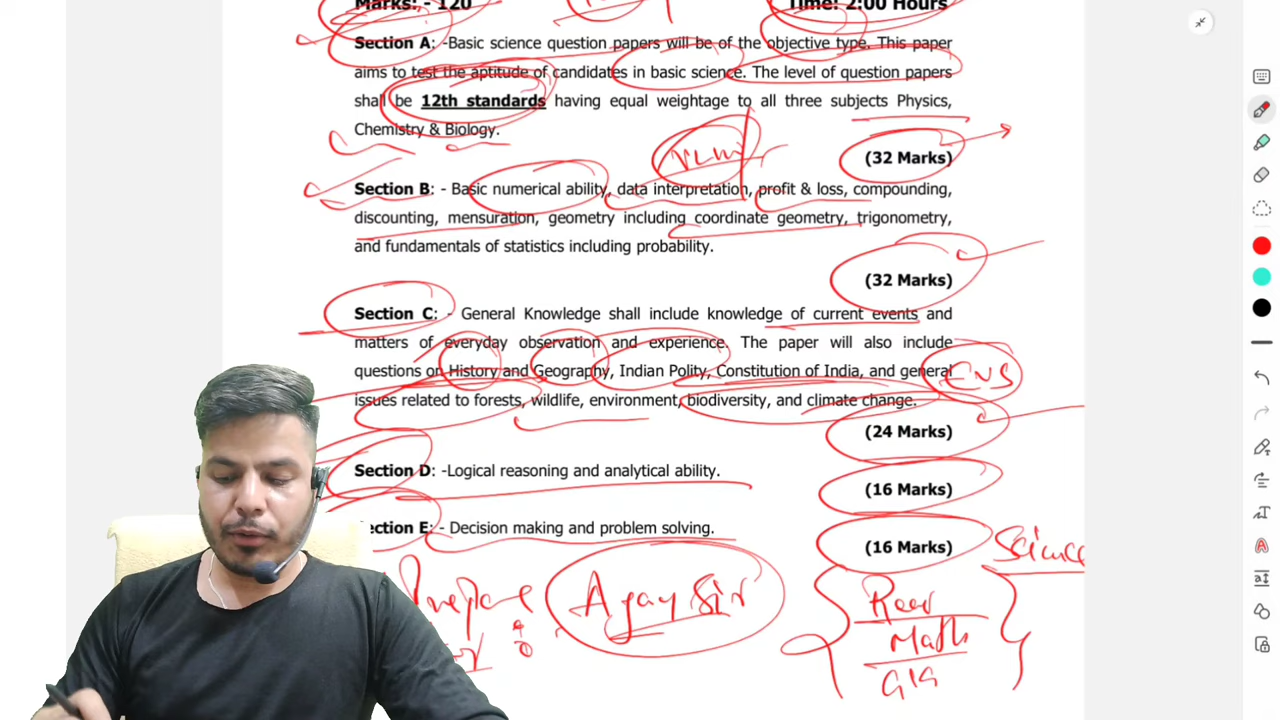 Marks: - 120 Time: 2:00 Hours
Section A: -Basic science question papers will be of the objective type. This paper
aims to test the aptitude of candidates in basic science. The level of question papers
shall be 12th standards having equal weightage to all three subjects Physics,
Chemistry & Biology.
(32 Marks)
Section B: - Basic numerical ability, data interpretation, profit & loss, compounding,
discounting, mensuration, geometry including coordinate geometry, trigonometry,
and fundamentals of statistics including probability.
(32 Marks)
Section C: - General Knowledge shall include knowledge of current events and
matters of everyday observation and experience. The paper will also include
questions on History and Geography, Indian Polity, Constitution of India, and general
ENS
issues related to forests, wildlife, environment, biodiversity, and climate change.
(24 Marks)
Section D: -Logical reasoning and analytical ability.
(16 Marks)
Section E: - Decision making and problem solving.
(16 Marks)
Science
Prepare
Ajay Sir
Math